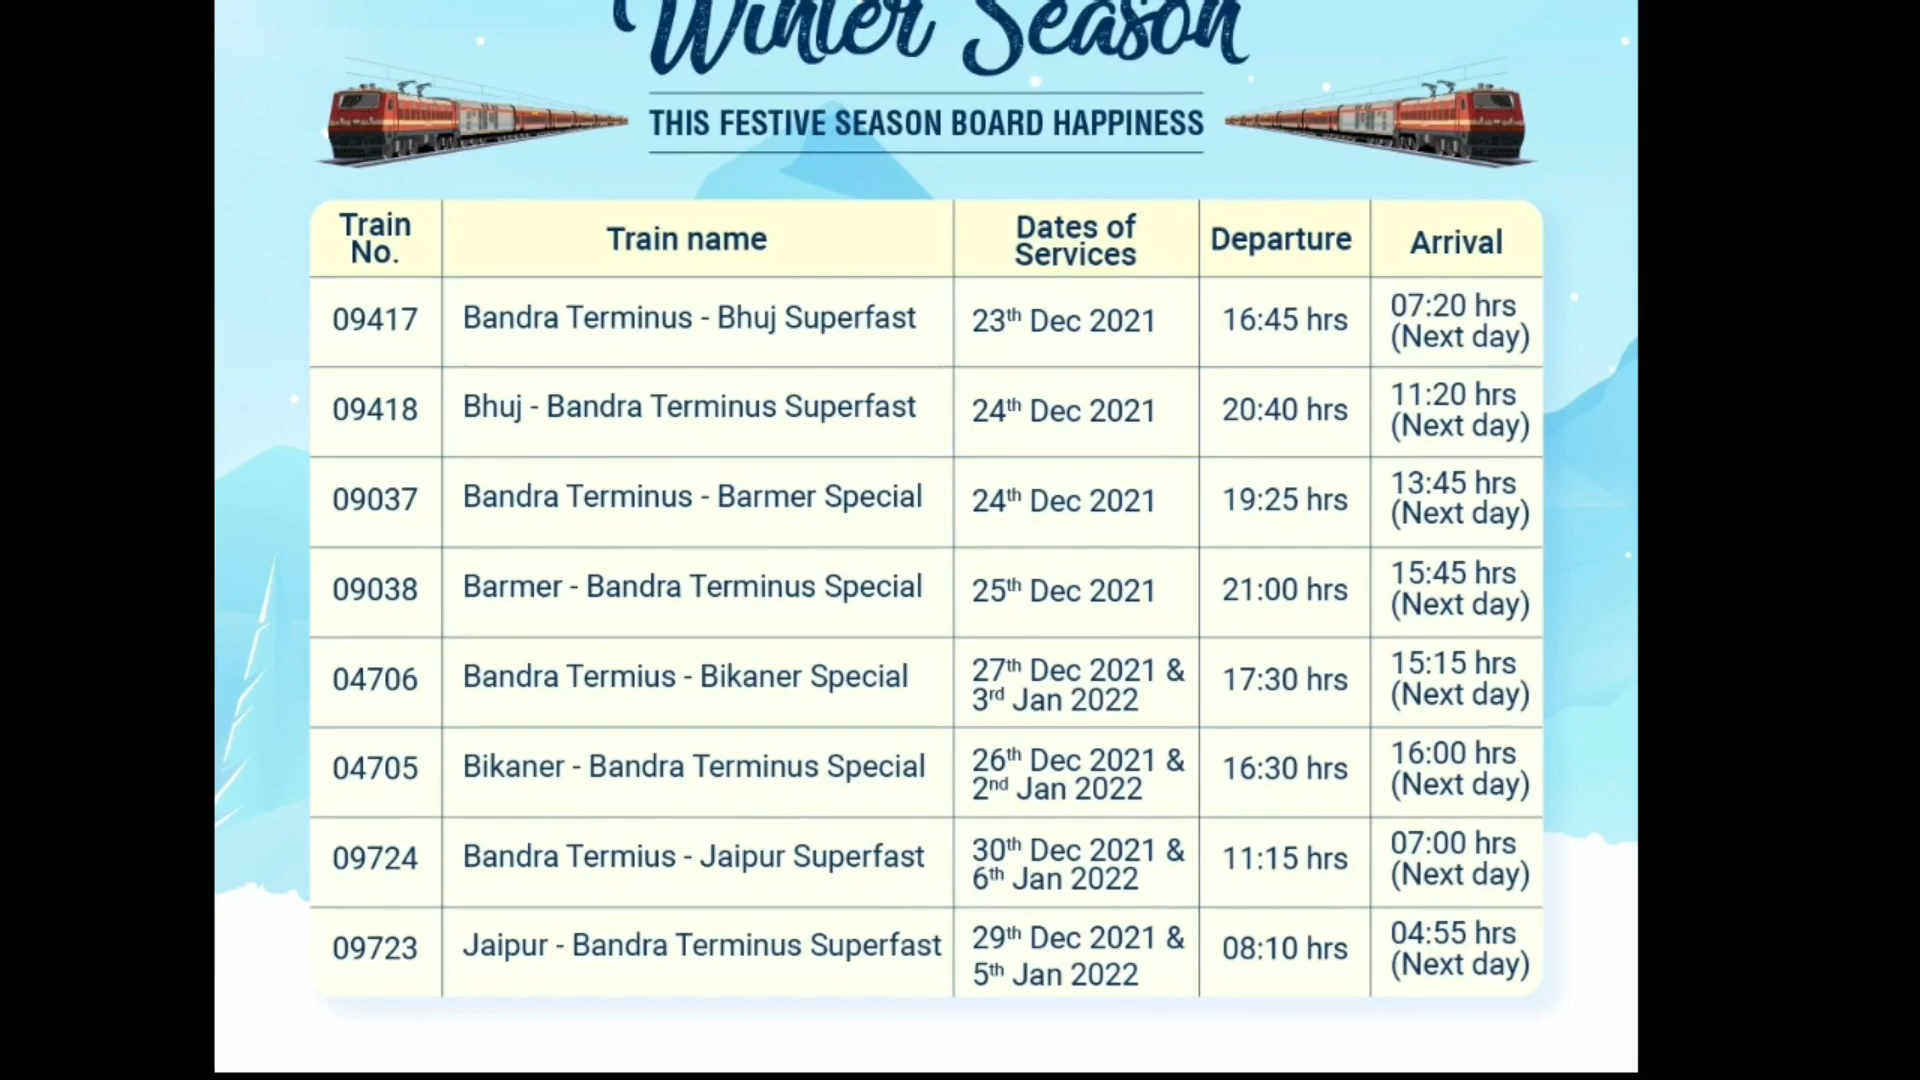 Winter Season
THIS FESTIVE SEASON BOARD HAPPINESS
Train No. Train name Dates of Services Departure Arrival
09417 Bandra Terminus - Bhuj Superfast 23th Dec 2021 16:45 hrs 07:20 hrs (Next day)
09418 Bhuj - Bandra Terminus Superfast 24th Dec 2021 20:40 hrs 11:20 hrs (Next day)
09037 Bandra Terminus - Barmer Special 24th Dec 2021 19:25 hrs 13:45 hrs (Next day)
09038 Barmer - Bandra Terminus Special 25th Dec 2021 21:00 hrs 15:45 hrs (Next day)
04706 Bandra Termius - Bikaner Special 27th Dec 2021 & 3rd Jan 2022 17:30 hrs 15:15 hrs (Next day)
04705 Bikaner - Bandra Terminus Special 26th Dec 2021 & 2nd Jan 2022 16:30 hrs 16:00 hrs (Next day)
09724 Bandra Termius - Jaipur Superfast 30th Dec 2021 & 6th Jan 2022 11:15 hrs 07:00 hrs (Next day)
09723 Jaipur - Bandra Terminus Superfast 29th Dec 2021 & 5th Jan 2022 08:10 hrs 04:55 hrs (Next day)